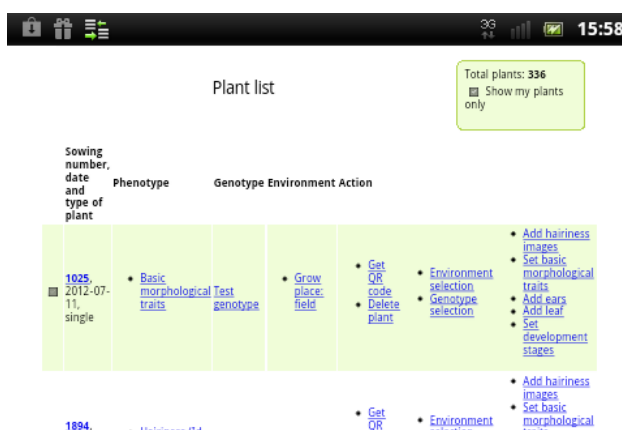 3G
15:58
Plant list
Total plants: 336
Show my plants
only
Sowing
number,
date
and
type of
plant
Phenotype
Genotype
Environment
Action
1025,
2012-07-
11,
single
• Basic
morphological
traits
Test
genotype
• Grow
place:
field
• Get
QR
code
• Delete
plant
• Environment
selection
• Genotype
selection
• Add hairiness
images
• Set basic
morphological
traits
• Add ears
• Add leaf
• Set
development
stages
1894,
• Get
QR
• Environment
selection
• Add hairiness
images
• Set basic
morphological
traits